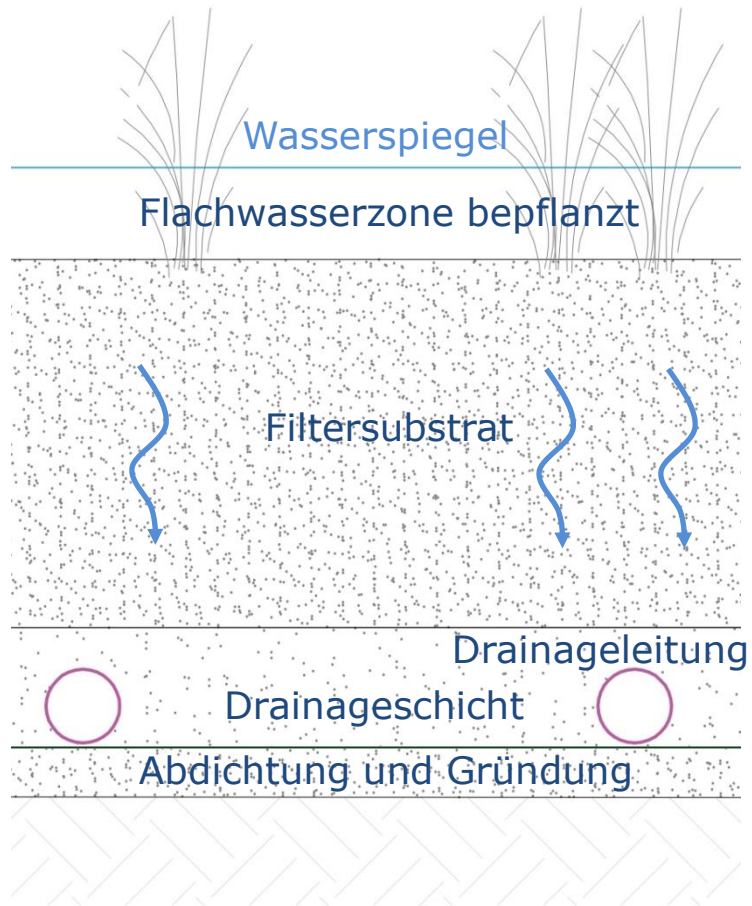 Wasserspiegel
Flachwasserzone bepflanzt
Filtersubstrat
Drainageleitung
Drainageschicht
Abdichtung und Gründung